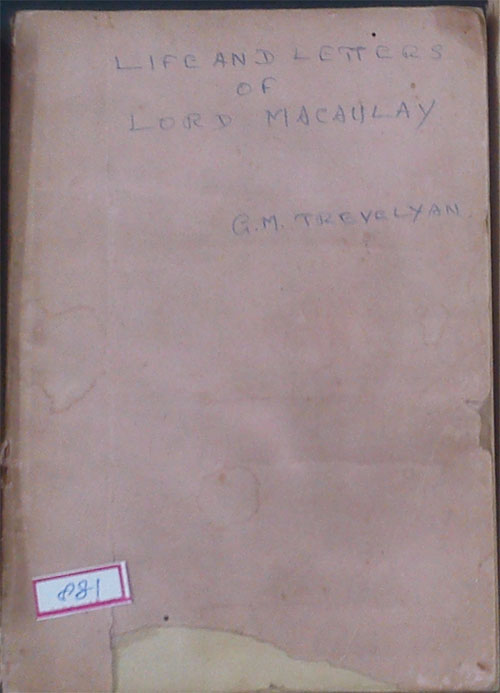 LIFE AND LETTERS
OF
LORD MACAULAY
G.M. TREVELYAN
881